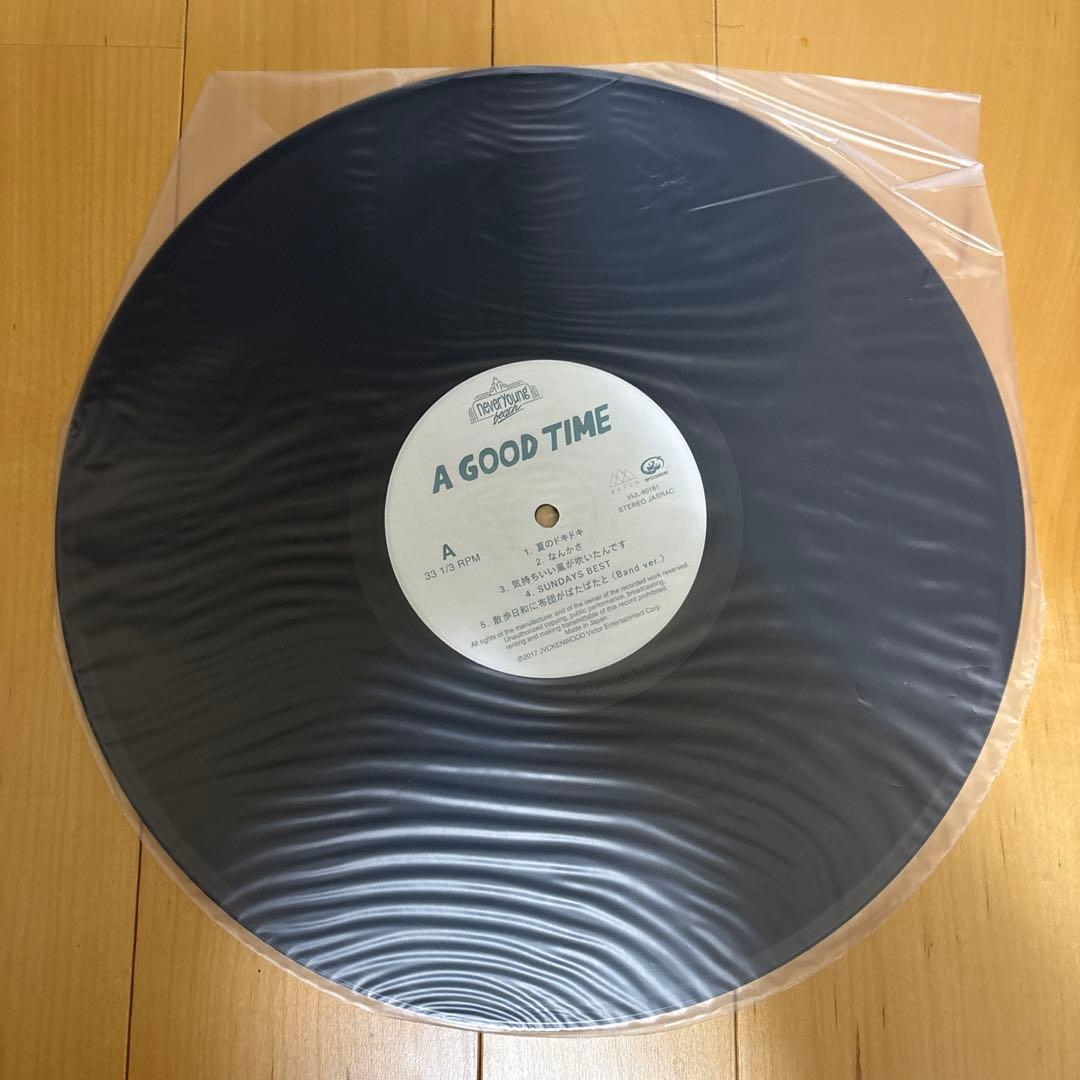 never young
beach
A GOOD TIME
BAYON
VIJL-60181
STEREO JASRAC
A
33 1/3 RPM
1. 夏のドキドキ
2. なんかさ
3. 気持ちいい風が吹いたんです
4. SUNDAYS BEST
5. 散歩日和に布団がぱたぱたと (Band ver.)
All rights of the manufacturer and of the owner of the recorded work reserved.
Unauthorized copying, public performance, broadcasting,
renting and making transmittable of this record prohibited.
Made in Japan.
℗2017 JVCKENWOOD Victor Entertainment Corp.